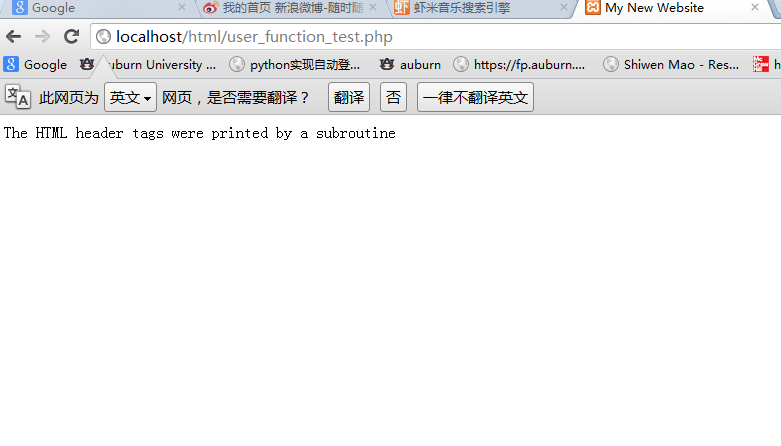 Google
我的首页 新浪微博-随时随
虾米音乐搜索引擎
My New Website
localhost/html/user_function_test.php
Google
uburn University ...
python实现自动登...
auburn
https://fp.auburn....
Shiwen Mao - Res...
h
此网页为 英文 网页，是否需要翻译？ 翻译 否 一律不翻译英文
The HTML header tags were printed by a subroutine